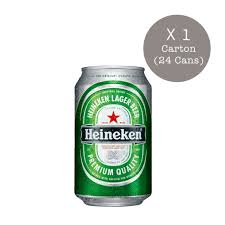 X 1
Carton
(24 Cans)
HEINEKEN LAGER BEER
Heineken
PREMIUM QUALITY